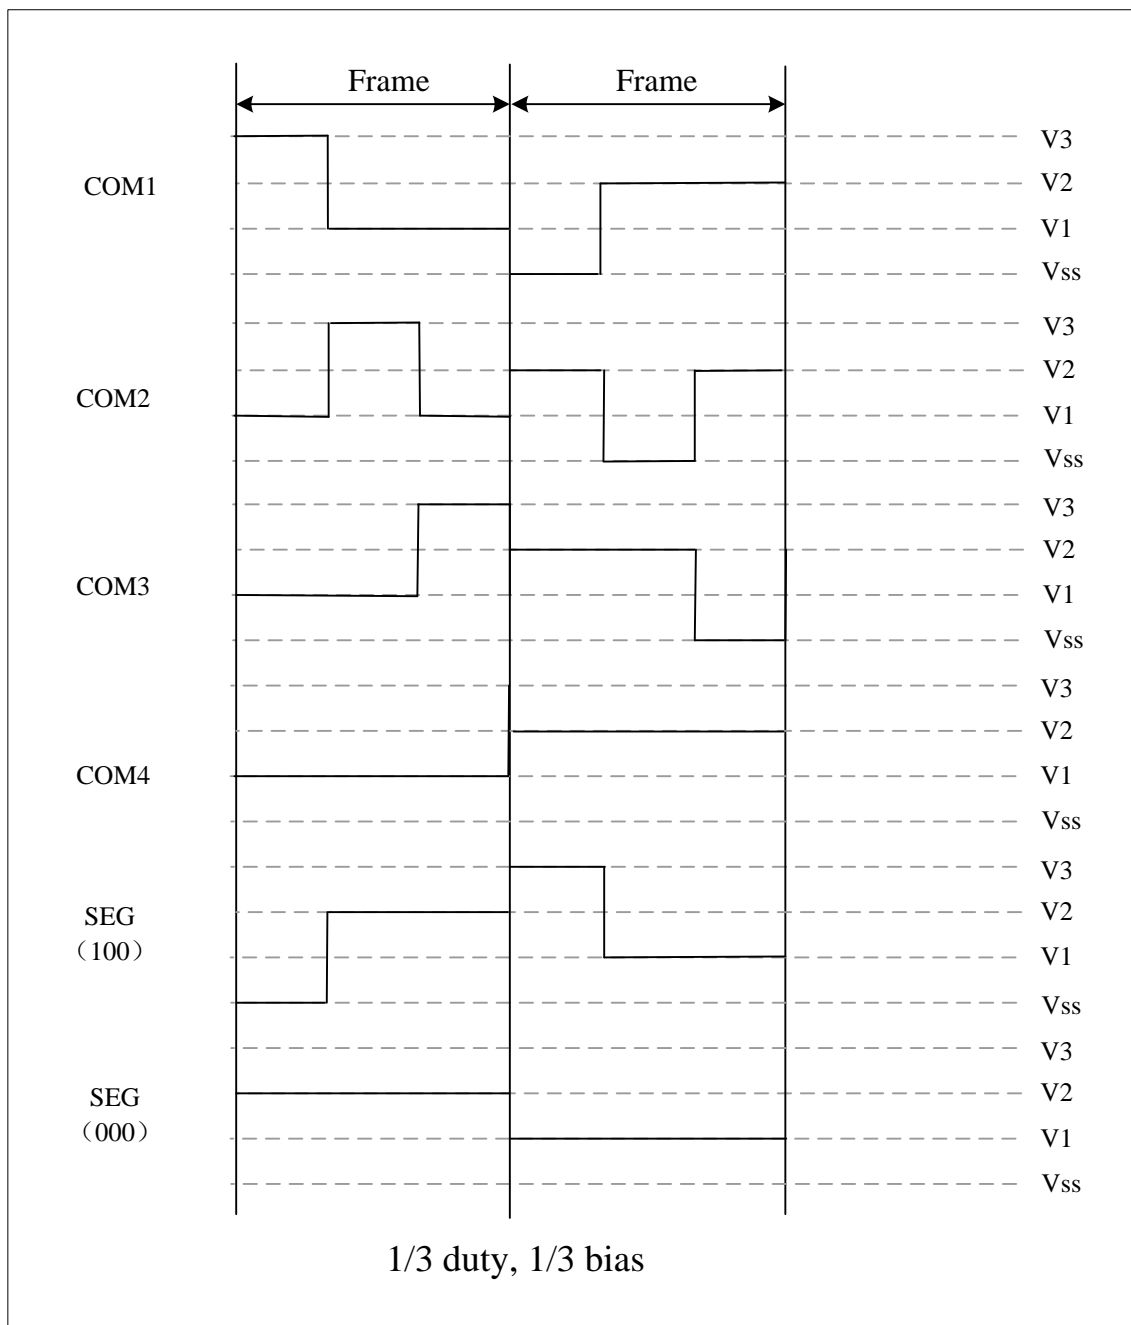 Frame Frame
V3
COM1 V2
V1
Vss
V3
V2
COM2 V1
Vss
V3
V2
COM3 V1
Vss
V3
V2
COM4 V1
Vss
V3
SEG V2
（100） V1
Vss
V3
SEG V2
（000） V1
Vss
1/3 duty, 1/3 bias